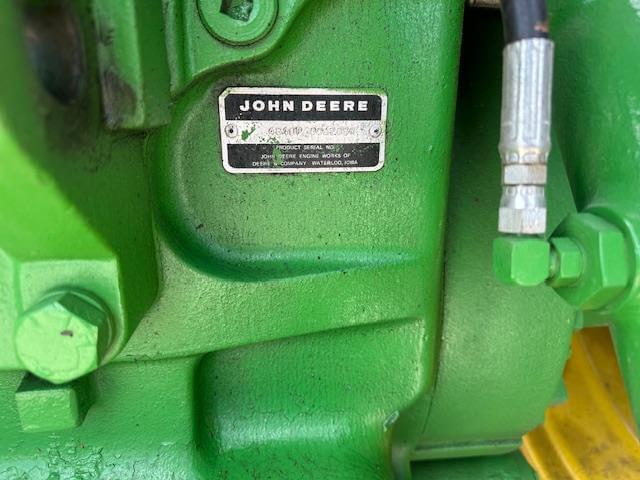 JOHN DEERE
PRODUCT SERIAL NO.
JOHN DEERE ENGINE WORKS OF
DEERE & COMPANY WATERLOO, IOWA